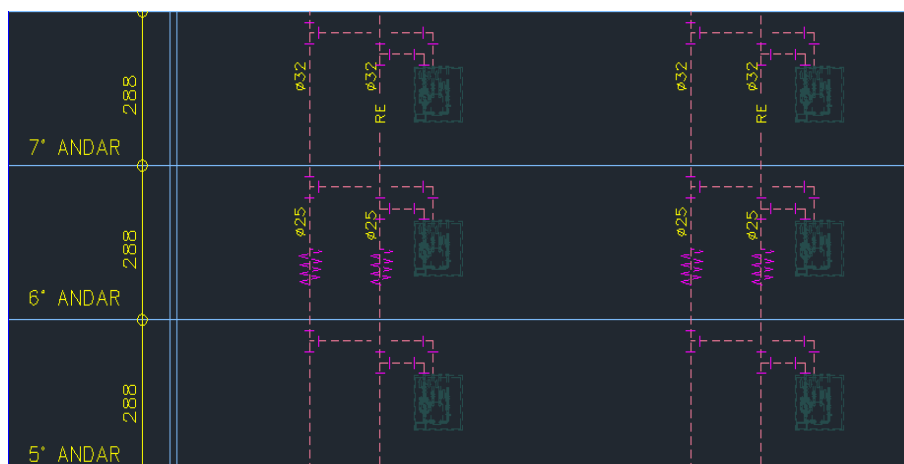 ø32 ø32 ø32 ø32
288
RE RE
7° ANDAR
ø25 ø25 ø25 ø25
288
6° ANDAR
288
5° ANDAR